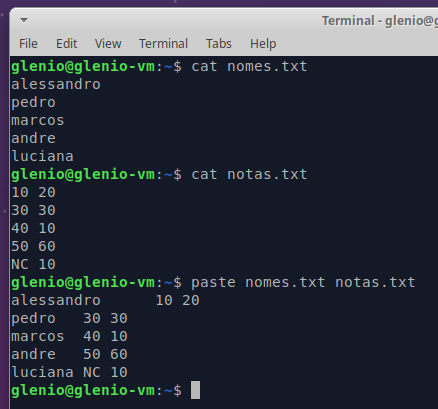 Terminal - glenio@g
File Edit View Terminal Tabs Help
glenio@glenio-vm:~$ cat nomes.txt
alessandro
pedro
marcos
andre
luciana
glenio@glenio-vm:~$ cat notas.txt
10 20
30 30
40 10
50 60
NC 10
glenio@glenio-vm:~$ paste nomes.txt notas.txt
alessandro      10 20
pedro   30 30
marcos  40 10
andre   50 60
luciana NC 10
glenio@glenio-vm:~$